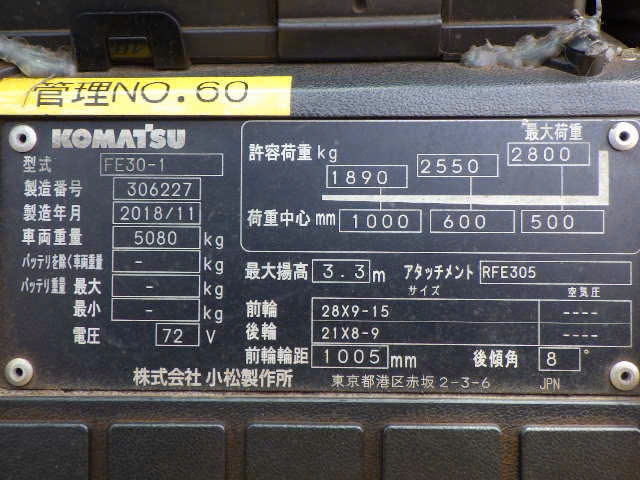 管理NO.60
KOMATSU
型式 FE30-1
製造番号 306227
製造年月 2018/11
車両重量 5080 kg
バッテリを除く車両重量 - kg
バッテリ重量 最大 - kg
最小 - kg
電圧 72 V
最大荷重
許容荷重 kg 1890 2550 2800
荷重中心 mm 1000 600 500
最大揚高 3.3 m アタッチメント RFE305
サイズ 空気圧
前輪 28X9-15 ----
後輪 21X8-9 ----
前輪輪距 1005 mm 後傾角 8 °
株式会社 小松製作所 東京都港区赤坂2-3-6 JPN